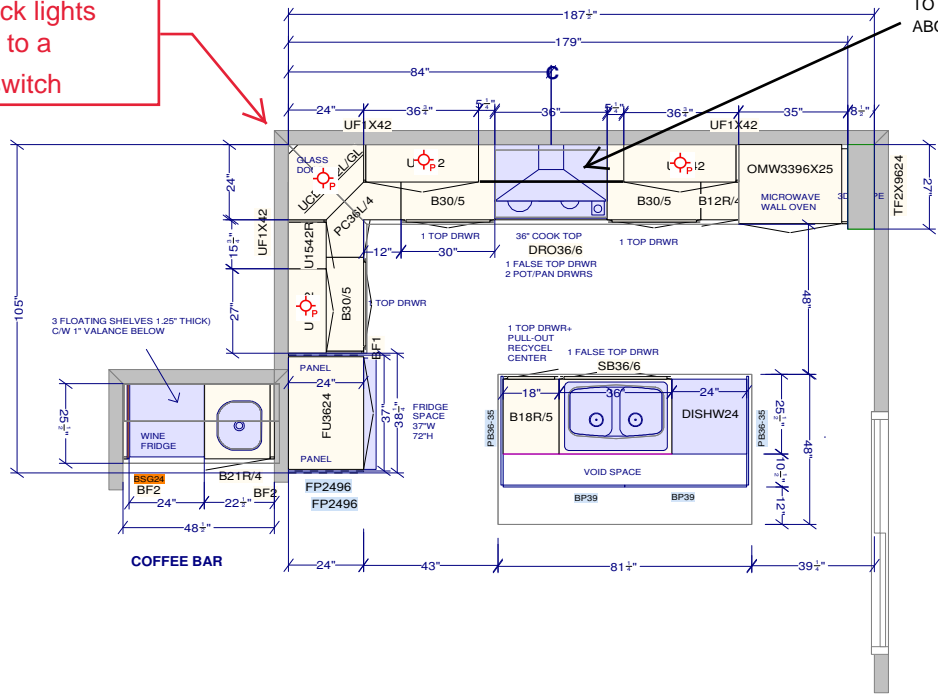 ck lights
to a
witch
TO
ABO
187½"
179"
84"
C
24"
36¾"
5¼"
36"
5¼"
36¾"
35"
8½"
UF1X42
UF1X42
GLASS
P
P
P
OMW3396X25
MICROWAVE
WALL OVEN
TF2X9624
27"
24"
PC36L/4
B30/5
B30/5
B12R/4
UF1X42
U1542R
15¾"
12"
30"
1 TOP DRWR
36" COOK TOP
DRO36/6
1 FALSE TOP DRWR
2 POT/PAN DRWRS
1 TOP DRWR
105"
27"
P
B30/5
1 TOP DRWR
48"
3 FLOATING SHELVES 1.25" THICK)
C/W 1" VALANCE BELOW
BF1
1 TOP DRWR+
PULL-OUT
RECYCEL
CENTER
1 FALSE TOP DRWR
SB36/6
PANEL
24"
FU3624
PANEL
37"
38¼"
FRIDGE
SPACE
37"W
72"H
18"
36"
24"
B18R/5
DISHW24
PB36-35
PB36-35
25½"
48"
10½"
12"
VOID SPACE
BP39
BP39
WINE
FRIDGE
BSG24
BF2
B21R/4
BF2
FP2496
FP2496
24"
22½"
48½"
COFFEE BAR
24"
43"
81¼"
39¼"